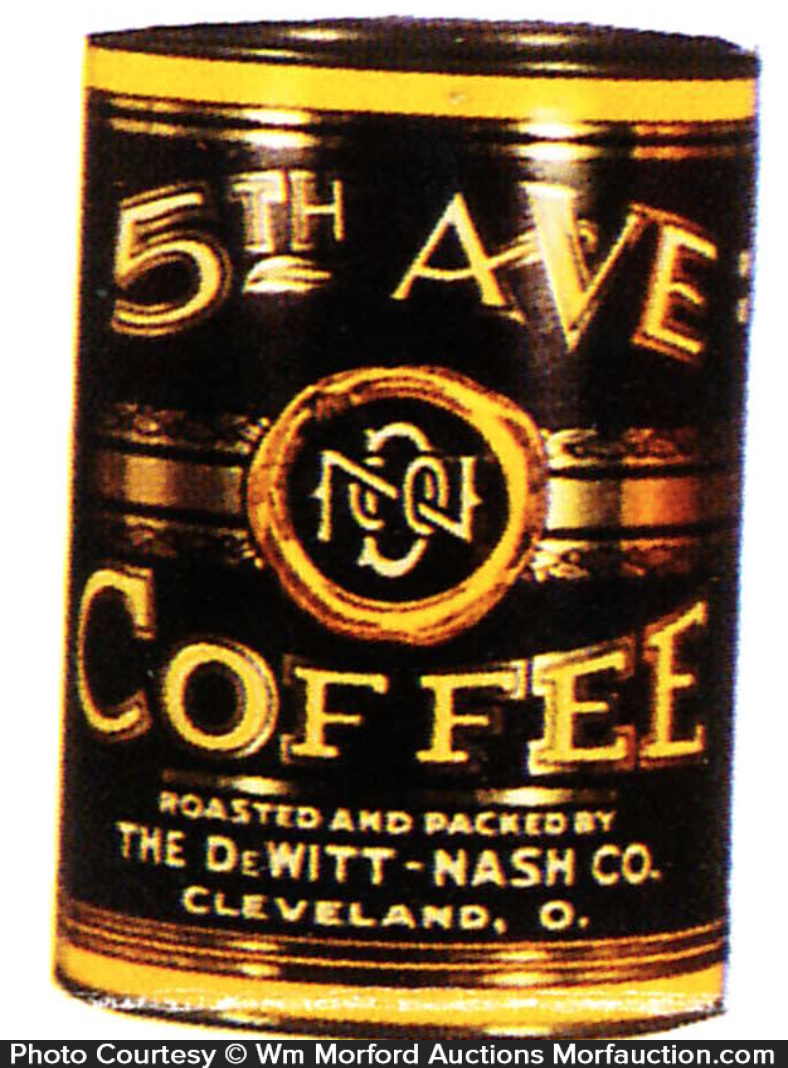 5TH AVE
COFFEE
ROASTED AND PACKED BY
THE DEWITT-NASH CO.
CLEVELAND, O.
Photo Courtesy © Wm Morford Auctions Morfauction.com